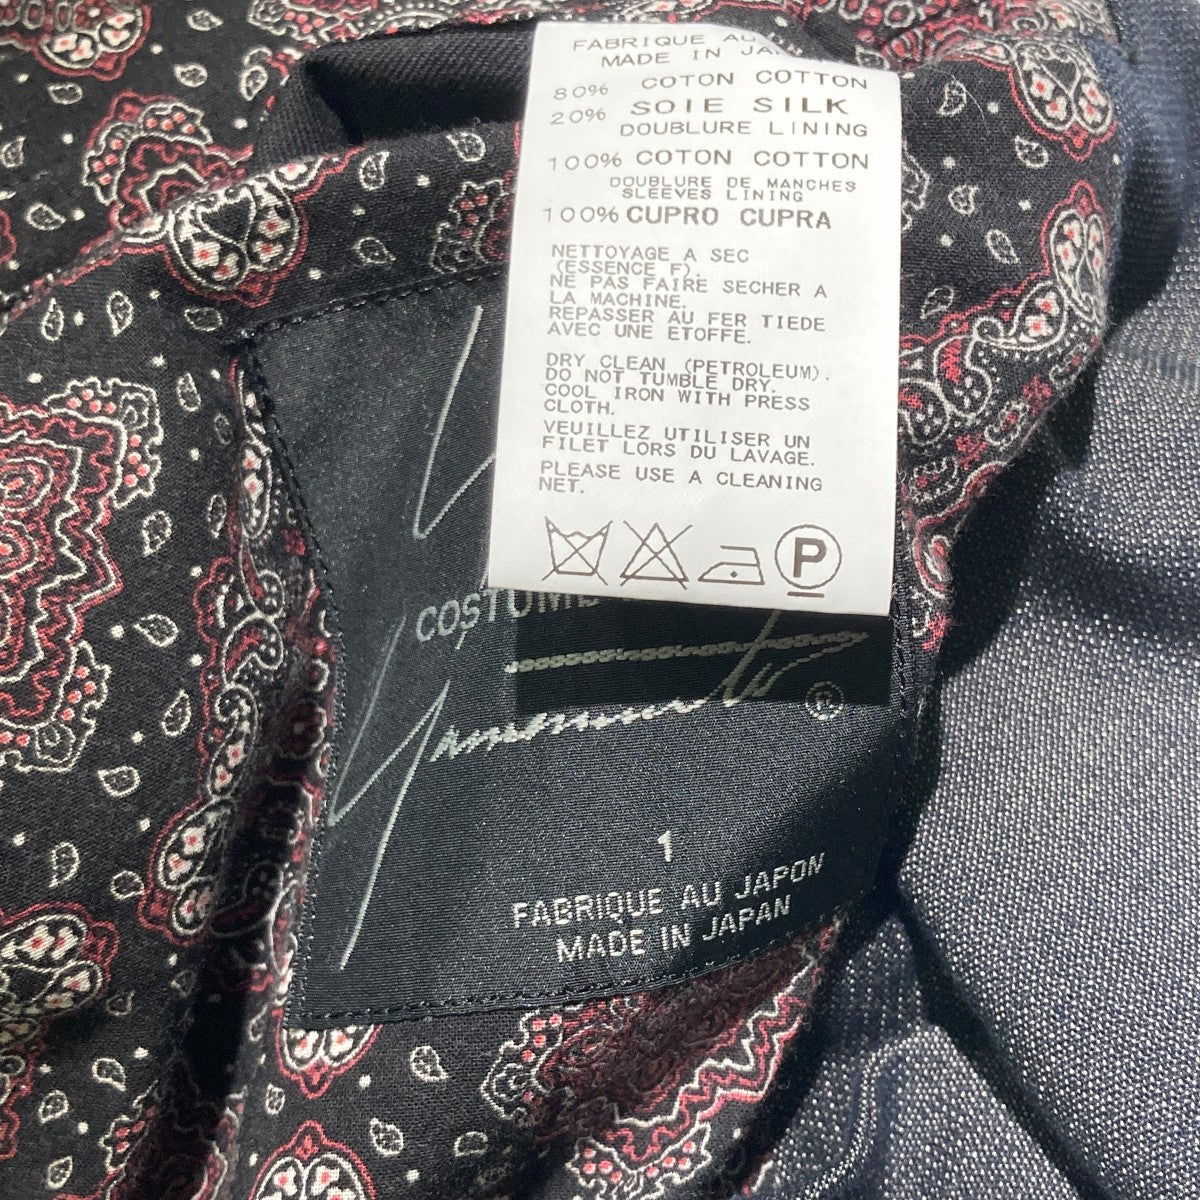 FABRIQUE AU
MADE IN
80% COTON COTTON
20% SOIE SILK
DOUBLURE LINING
100% COTON COTTON
DOUBLURE DE MANCHES
SLEEVES LINING
100% CUPRO CUPRA
NETTOYAGE A SEC
(ESSENCE F).
NE PAS FAIRE SECHER A
LA MACHINE.
REPASSER AU FER TIEDE
AVEC UNE ETOFFE.
DRY CLEAN (PETROLEUM).
DO NOT TUMBLE DRY.
COOL IRON WITH PRESS
CLOTH.
VEUILLEZ UTILISER UN
FILET LORS DU LAVAGE.
PLEASE USE A CLEANING
NET.
P
Yamamoto ®
1
FABRIQUE AU JAPON
MADE IN JAPAN